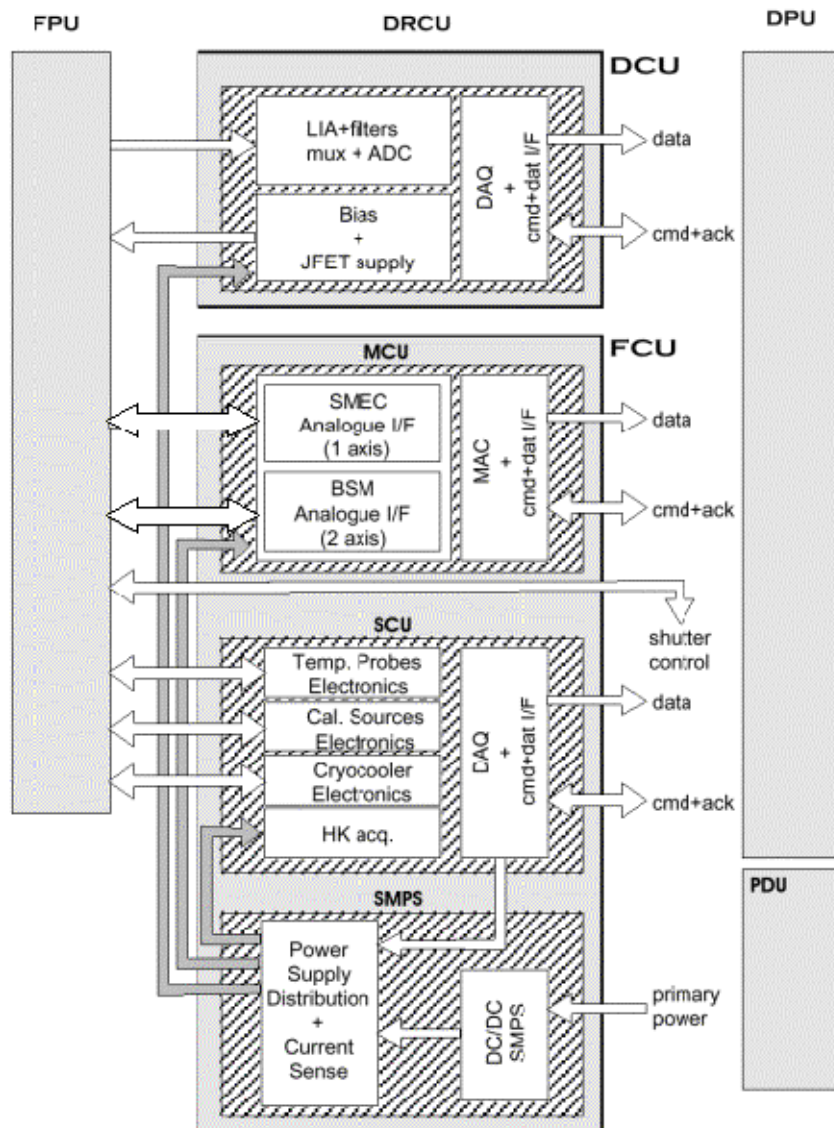 FPU
DRCU
DPU
DCU
LIA+filters
mux + ADC
Bias
+
JFET supply
DAQ
+
cmd+dat I/F
data
cmd+ack
FCU
MCU
SMEC
Analogue I/F
(1 axis)
BSM
Analogue I/F
(2 axis)
MAC
+
cmd+dat I/F
data
cmd+ack
shutter
control
SCU
Temp. Probes
Electronics
Cal. Sources
Electronics
Cryocooler
Electronics
HK acq.
DAQ
+
cmd+dat I/F
data
cmd+ack
SMPS
Power
Supply
Distribution
+
Current
Sense
DC/DC
SMPS
PDU
primary
power